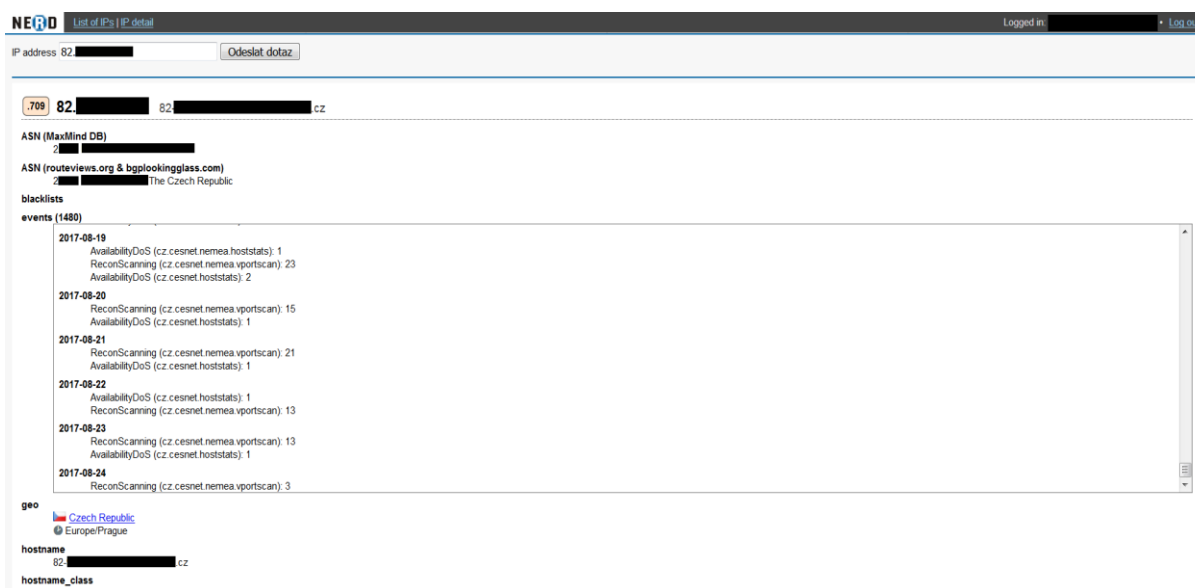 NERD List of IPs | IP detail Logged in: • Log ou
IP address 82. Odeslat dotaz
.709 82. 82- .cz
ASN (MaxMind DB)
2
ASN (routeviews.org & bgplookingglass.com)
2 The Czech Republic
blacklists
events (1480)
2017-08-19
AvailabilityDoS (cz.cesnet.nemea.hoststats): 1
ReconScanning (cz.cesnet.nemea.vportscan): 23
AvailabilityDoS (cz.cesnet.hoststats): 2
2017-08-20
ReconScanning (cz.cesnet.nemea.vportscan): 15
AvailabilityDoS (cz.cesnet.hoststats): 1
2017-08-21
ReconScanning (cz.cesnet.nemea.vportscan): 21
AvailabilityDoS (cz.cesnet.hoststats): 1
2017-08-22
AvailabilityDoS (cz.cesnet.hoststats): 1
ReconScanning (cz.cesnet.nemea.vportscan): 13
2017-08-23
ReconScanning (cz.cesnet.nemea.vportscan): 13
AvailabilityDoS (cz.cesnet.hoststats): 1
2017-08-24
ReconScanning (cz.cesnet.nemea.vportscan): 3
geo
Czech Republic
Europe/Prague
hostname
82- .cz
hostname_class